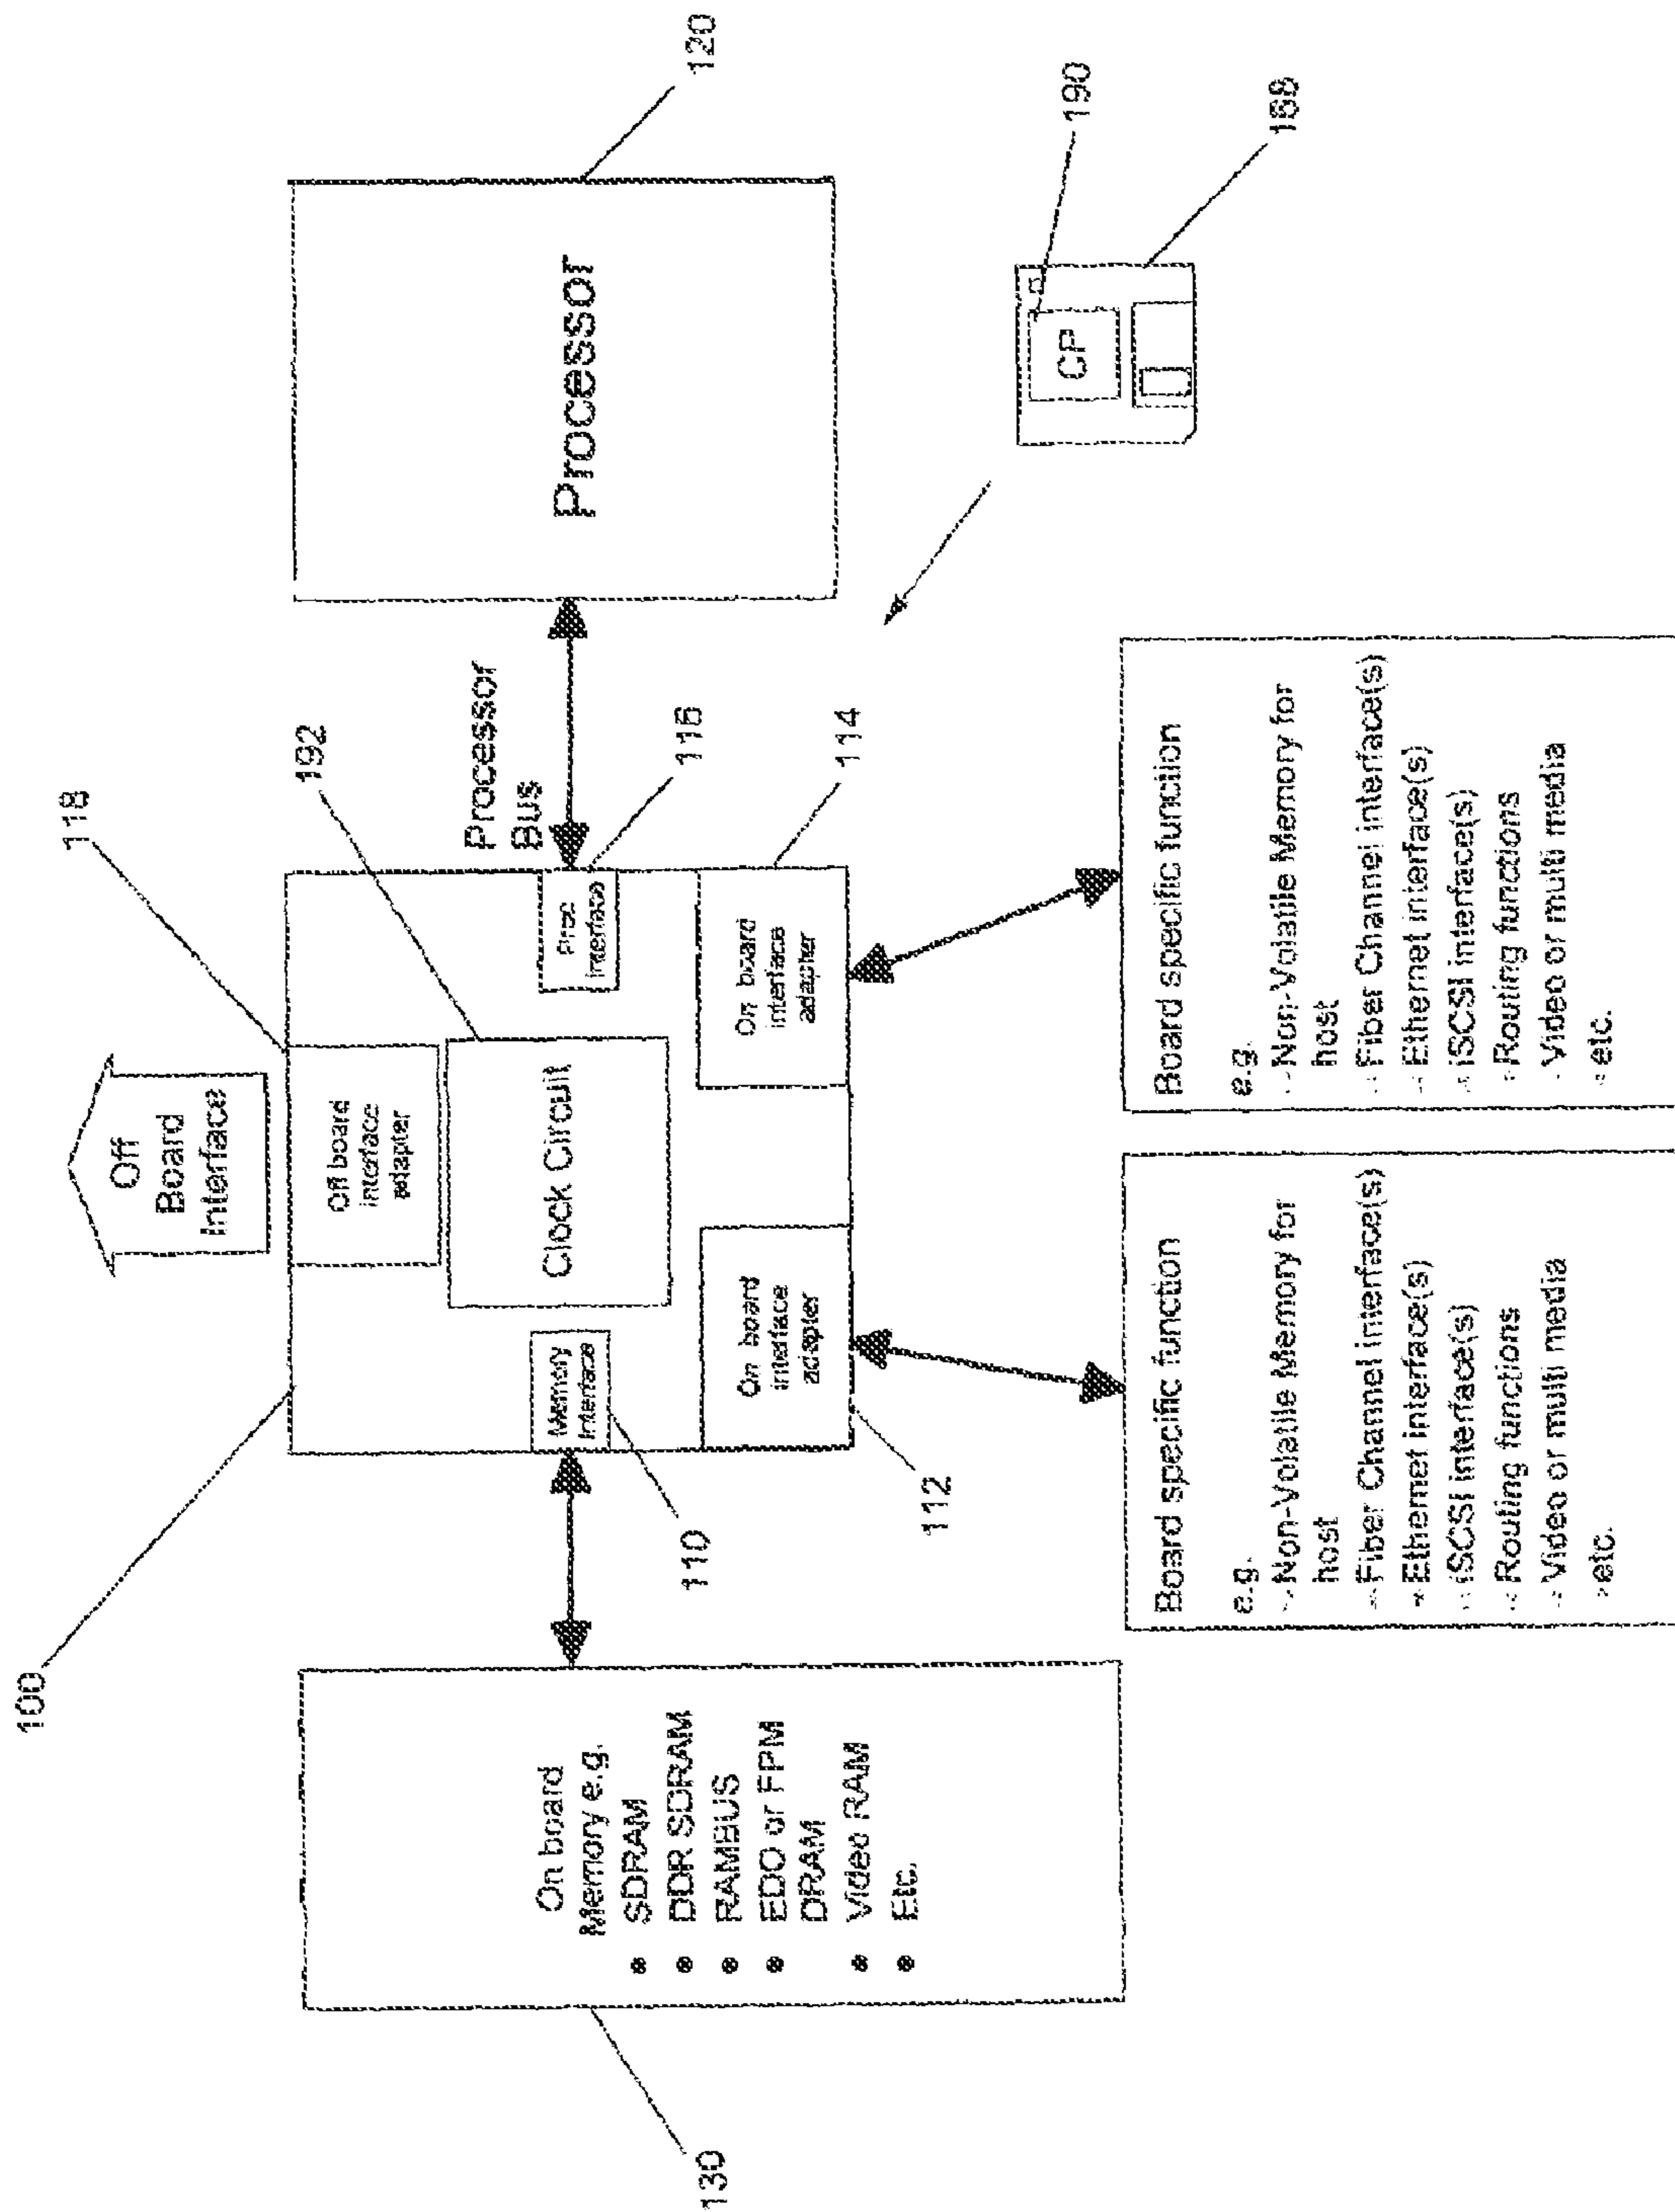 100
118
192
116
114
120
190
188
110
112
130
Off
Board
Interface
Off board
interface
adapter
Clock Circuit
Memory
Interface
Proc
Interface
On board
interface
adapter
On board
interface
adapter
Processor
Bus
Processor
CP
On board
Memory e.g.
• SDRAM
• DDR SDRAM
• RAMBUS
• EDO or FPM
DRAM
• Video RAM
• Etc.
Board specific function
e.g.
- Non-Volatile Memory for
host
- Fiber Channel interface(s)
- Ethernet interface(s)
- iSCSI interface(s)
- Routing functions
- Video or multi media
- etc.
Board specific function
e.g.
- Non-Volatile Memory for
host
- Fiber Channel interface(s)
- Ethernet interface(s)
- iSCSI interface(s)
- Routing functions
- Video or multi media
- etc.